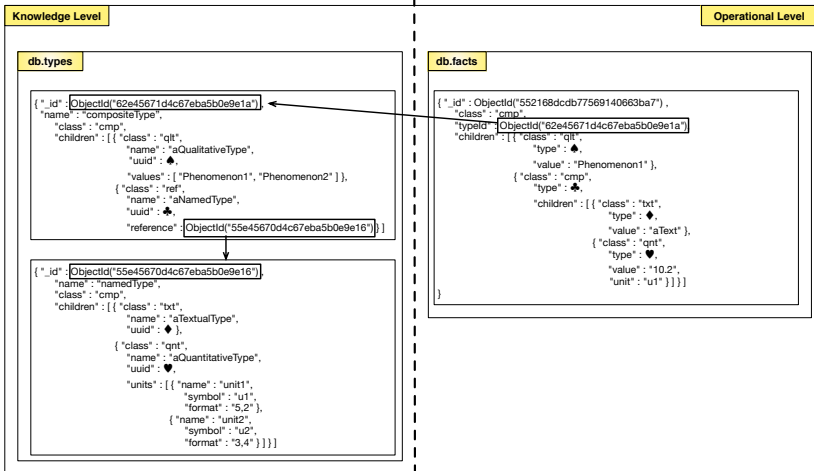 Knowledge Level
Operational Level
db.types
{ "_id" : ObjectId("62e45671d4c67eba5b0e9e1a"),
"name" : "compositeType",
"class" : "cmp",
"children" : [ { "class" : "qlt",
"name" : "aQualitativeType",
"uuid" : ♠,
"values" : [ "Phenomenon1", "Phenomenon2" ] },
{ "class" : "ref",
"name" : "aNamedType",
"uuid" : ♣,
"reference" : ObjectId("55e45670d4c67eba5b0e9e16") } ]
{ "_id" : ObjectId("55e45670d4c67eba5b0e9e16"),
"name" : "namedType",
"class" : "cmp",
"children" : [ { "class" : "txt",
"name" : "aTextualType",
"uuid" : ♦ },
{ "class" : "qnt",
"name" : "aQuantitativeType",
"uuid" : ♥,
"units" : [ { "name" : "unit1",
"symbol" : "u1",
"format" : "5,2" },
{ "name" : "unit2",
"symbol" : "u2",
"format" : "3,4" } ] } ]
db.facts
{ "_id" : ObjectId("552168dcdb77569140663ba7") ,
"class" : "cmp",
"typeId" : ObjectId("62e45671d4c67eba5b0e9e1a")
"children" : [ { "class" : "qlt",
"type" : ♠,
"value" : "Phenomenon1" },
{ "class" : "cmp",
"type" : ♣,
"children" : [ { "class" : "txt",
"type" : ♦,
"value" : "aText" },
{ "class" : "qnt",
"type" : ♥,
"value" : "10.2",
"unit" : "u1" } ] } ]
}